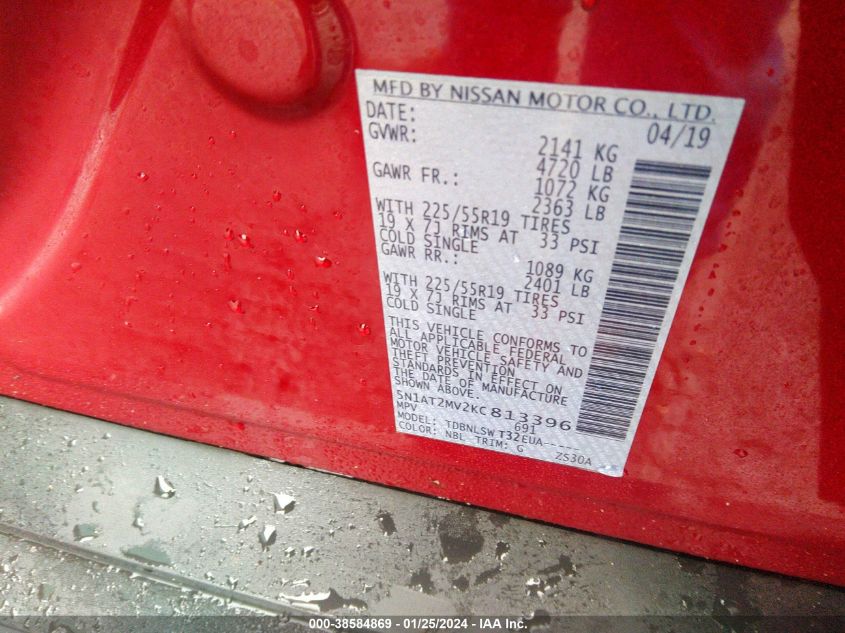 MFD BY NISSAN MOTOR CO., LTD.
DATE: 04/19
GVWR: 2141 KG
4720 LB
GAWR FR.: 1072 KG
2363 LB
WITH 225/55R19 TIRES
19 X 7J RIMS AT 33 PSI
COLD SINGLE
GAWR RR.: 1089 KG
2401 LB
WITH 225/55R19 TIRES
19 X 7J RIMS AT 33 PSI
COLD SINGLE
THIS VEHICLE CONFORMS TO
ALL APPLICABLE FEDERAL
MOTOR VEHICLE SAFETY AND
THEFT PREVENTION
STANDARDS IN EFFECT ON
THE DATE OF MANUFACTURE
SHOWN ABOVE.
5N1AT2MV2KC813396
MPV 691
MODEL: TDBNLSW T32EUA-----
COLOR: NBL TRIM: G ZS30A
000-38584869 - 01/25/2024 - IAA Inc.